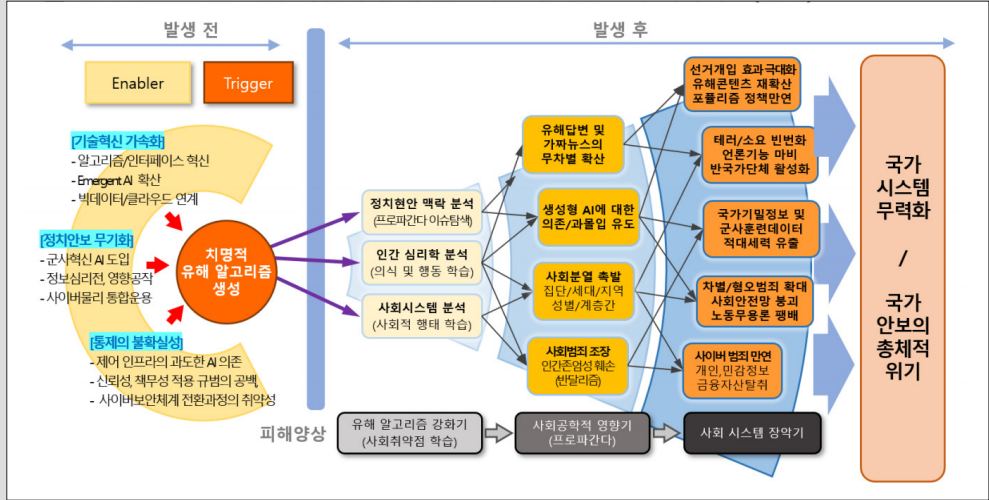 발생 전
발생 후
Enabler
Trigger
[기술혁신 가속화]
- 알고리즘/인터페이스 혁신
- Emergent AI 확산
- 빅데이터/클라우드 연계
[정치안보 무기화]
- 군사혁신 AI 도입
- 정보심리전, 영향공작
- 사이버물리 통합운용
[통제의 불확실성]
- 제어 인프라의 과도한 AI 의존
- 신뢰성, 책무성 적용 규범의 공백,
- 사이버보안체계 전환과정의 취약성
치명적
유해 알고리즘
생성
정치현안 맥락 분석
(프로파간다 이슈탐색)
인간 심리학 분석
(의식 및 행동 학습)
사회시스템 분석
(사회적 행태 학습)
유해답변 및
가짜뉴스의
무차별 확산
생성형 AI에 대한
의존/과몰입 유도
사회분열 촉발
집단/세대/지역
성별/계층간
사회범죄 조장
인간존엄성 훼손
(반달리즘)
선거개입 효과극대화
유해콘텐츠 재확산
포퓰리즘 정책만연
테러/소요 빈번화
언론기능 마비
반국가단체 활성화
국가기밀정보 및
군사훈련데이터
적대세력 유출
차별/혐오범죄 확대
사회안전망 붕괴
노동무용론 팽배
사이버 범죄 만연
개인,민감정보
금융자산탈취
국가
시스템
무력화
/
국가
안보의
총체적
위기
피해양상
유해 알고리즘 강화기
(사회취약점 학습)
사회공학적 영향기
(프로파간다)
사회 시스템 장악기